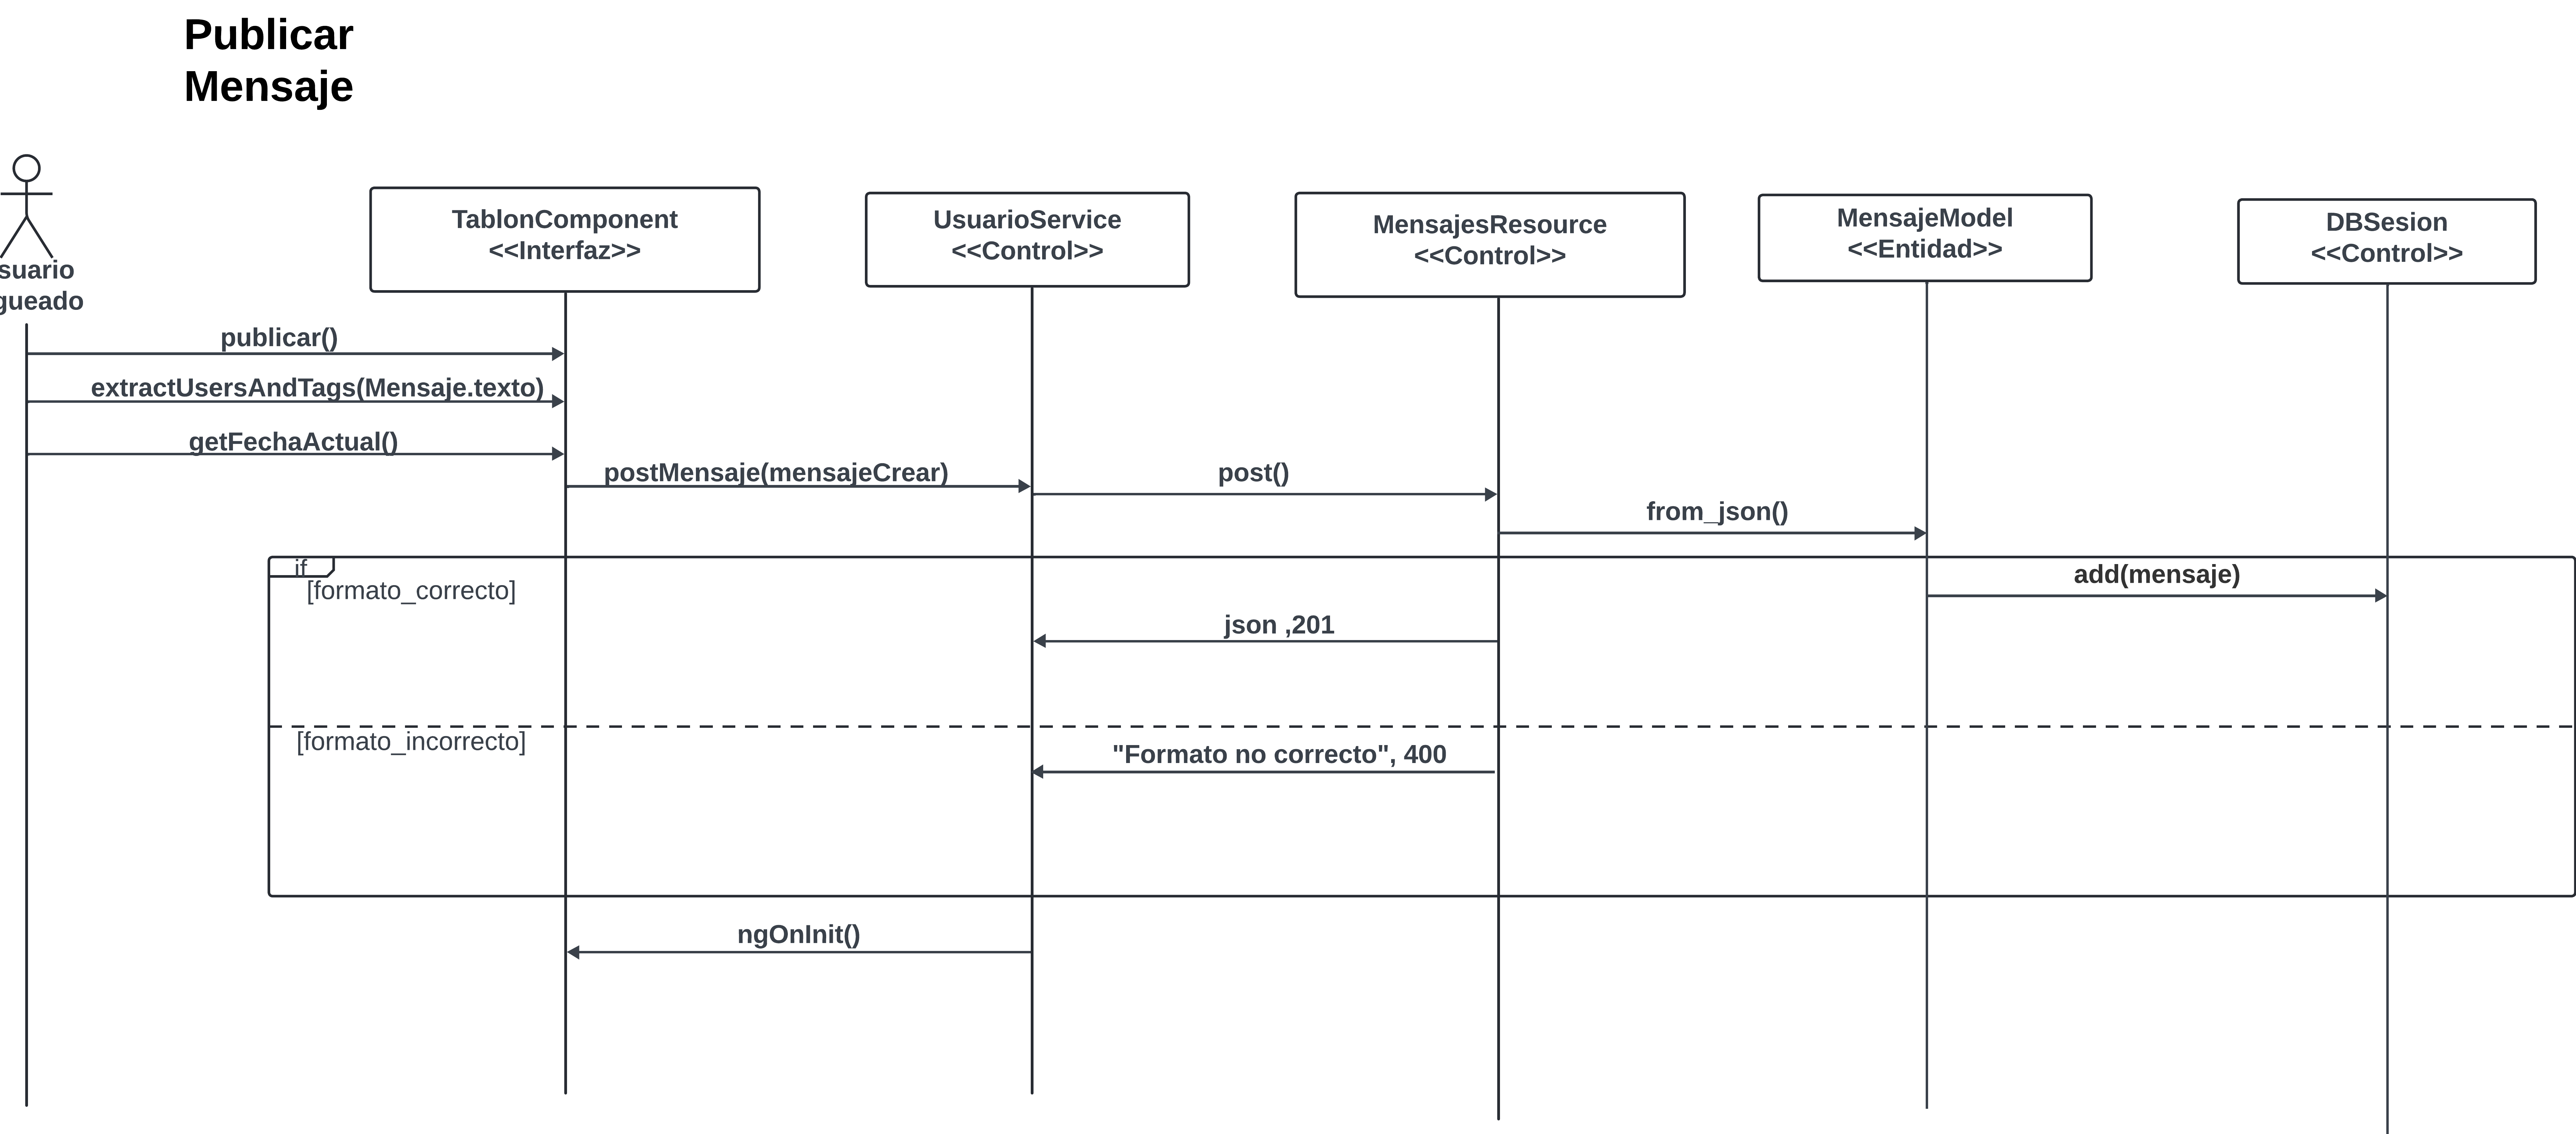 Publicar
Mensaje
TablonComponent
<<Interfaz>>
UsuarioService
<<Control>>
MensajesResource
<<Control>>
MensajeModel
<<Entidad>>
DBSesion
<<Control>>
suario
gueado
publicar()
extractUsersAndTags(Mensaje.texto)
getFechaActual()
postMensaje(mensajeCrear)
post()
from_json()
if
[formato_correcto]
add(mensaje)
json ,201
[formato_incorrecto]
"Formato no correcto", 400
ngOnInit()